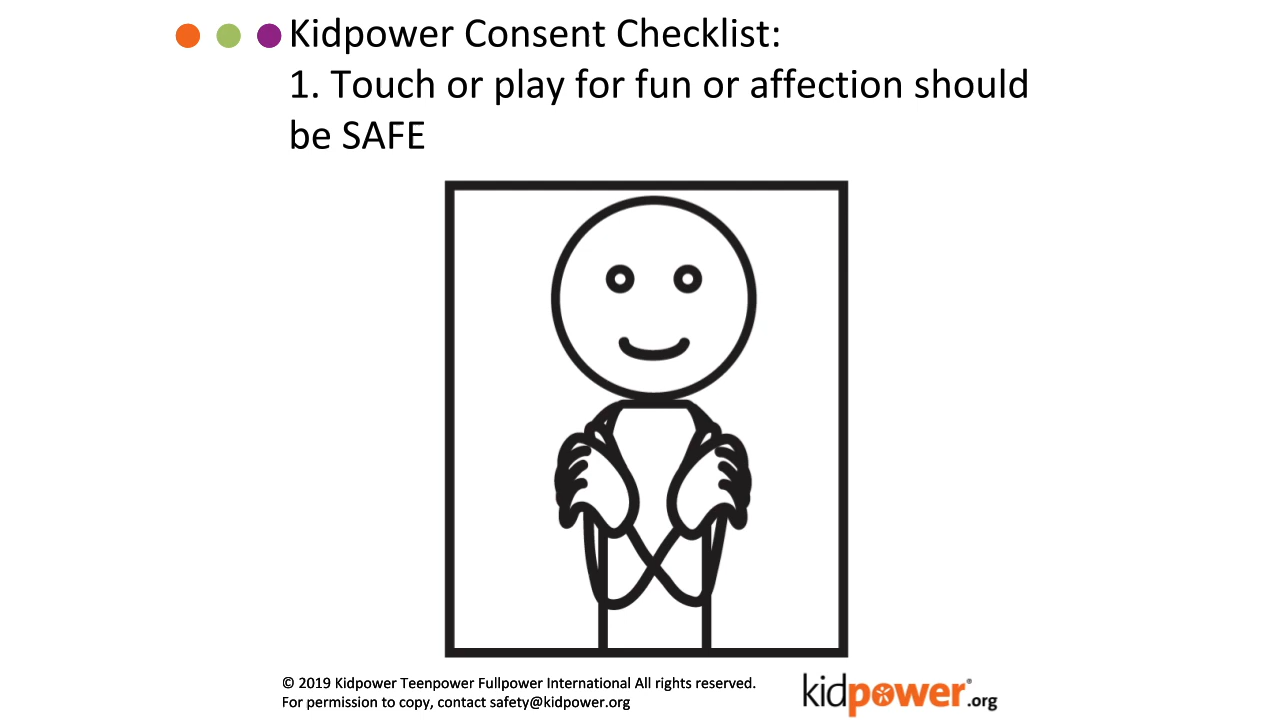 Kidpower Consent Checklist:
1. Touch or play for fun or affection should
be SAFE
© 2019 Kidpower Teenpower Fullpower International All rights reserved.
For permission to copy, contact safety@kidpower.org
kidpower®.org